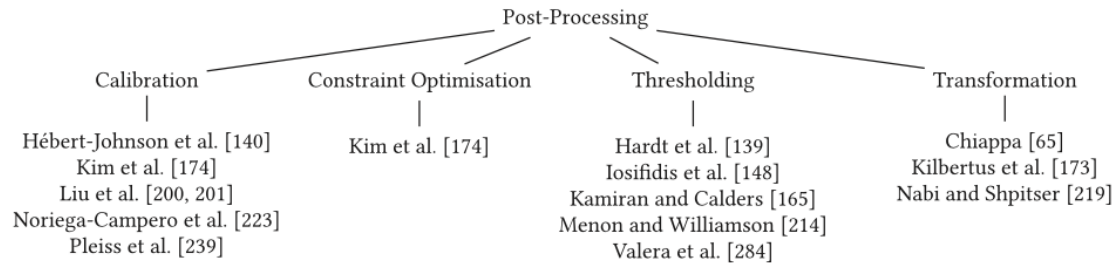 Post-Processing
Calibration
Constraint Optimisation
Thresholding
Transformation
Hébert-Johnson et al. [140]
Kim et al. [174]
Liu et al. [200, 201]
Noriega-Campero et al. [223]
Pleiss et al. [239]
Kim et al. [174]
Hardt et al. [139]
Iosifidis et al. [148]
Kamiran and Calders [165]
Menon and Williamson [214]
Valera et al. [284]
Chiappa [65]
Kilbertus et al. [173]
Nabi and Shpitser [219]